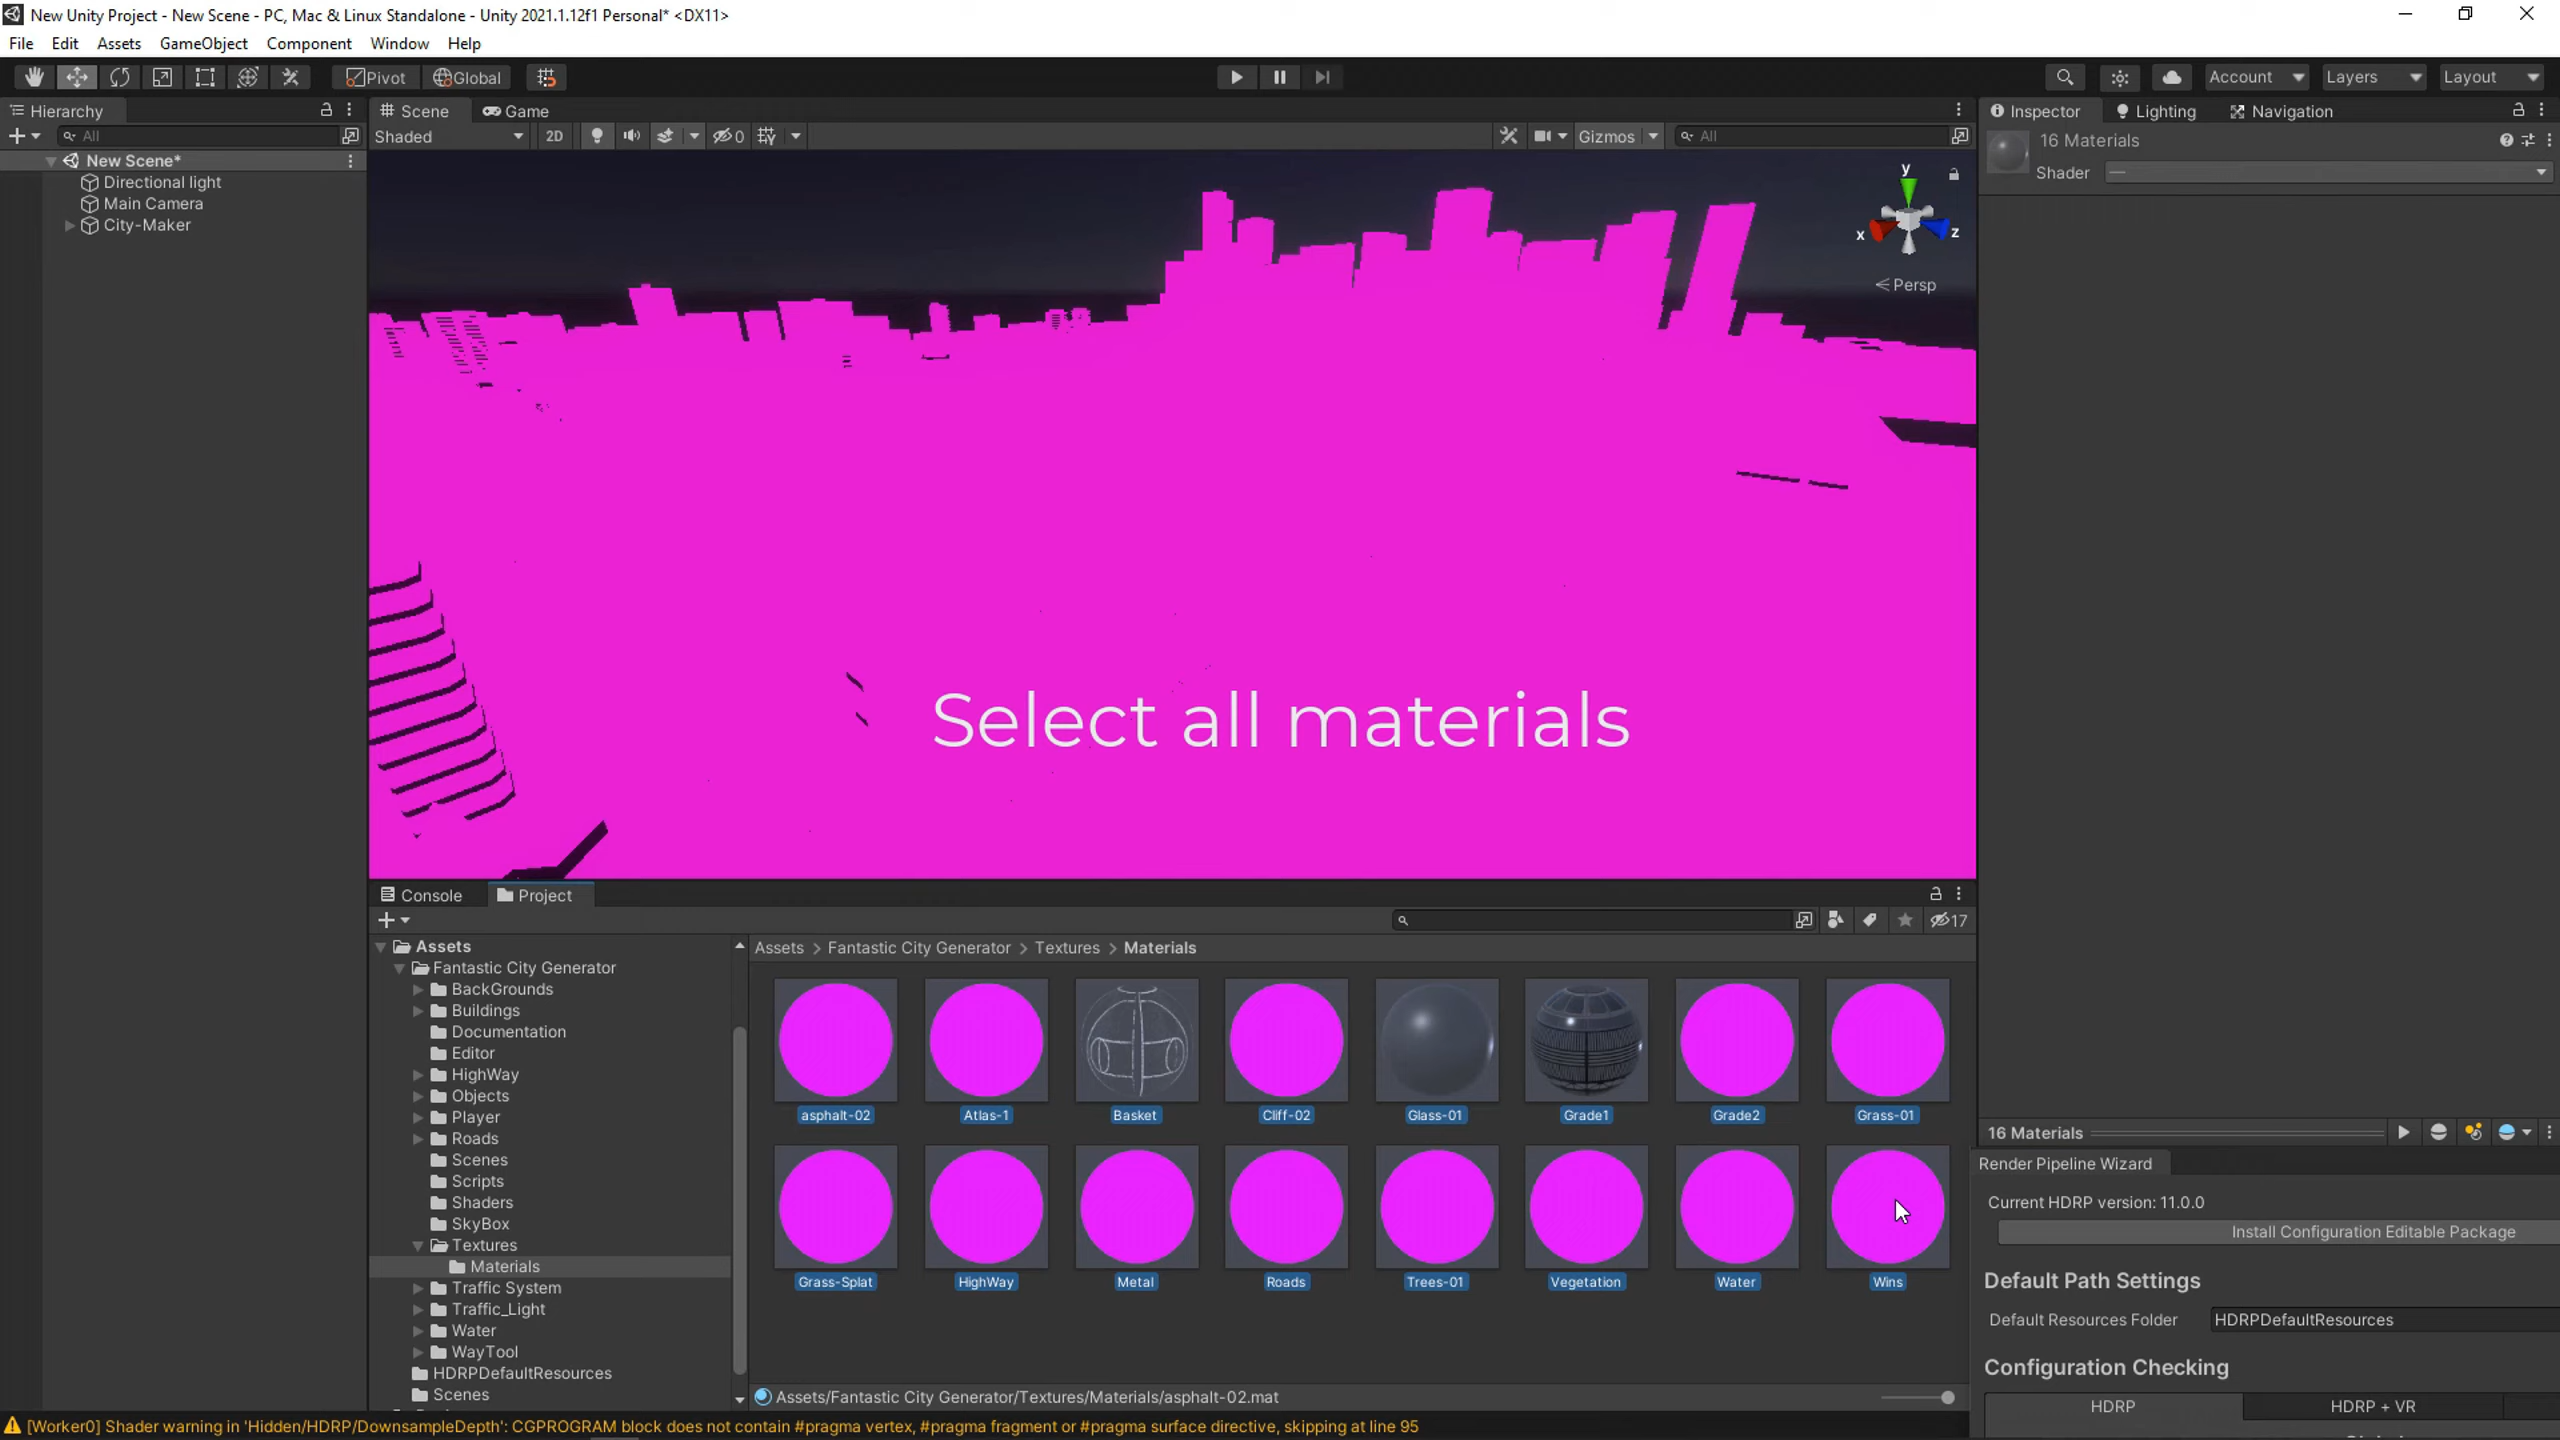 New Unity Project - New Scene - PC, Mac & Linux Standalone - Unity 2021.1.12f1 Personal* <DX11>
File Edit Assets GameObject Component Window Help
Pivot Global Account Layers Layout
Hierarchy
All
New Scene*
Directional light
Main Camera
City-Maker
Scene Game
Shaded 2D 0 Gizmos All
y
x z
Persp
Select all materials
Inspector Lighting Navigation
16 Materials
Shader —
Console Project
17
Assets
Fantastic City Generator
BackGrounds
Buildings
Documentation
Editor
HighWay
Objects
Player
Roads
Scenes
Scripts
Shaders
SkyBox
Textures
Materials
Traffic System
Traffic_Light
Water
WayTool
HDRPDefaultResources
Scenes
Assets > Fantastic City Generator > Textures > Materials
asphalt-02 Atlas-1 Basket Cliff-02 Glass-01 Grade1 Grade2 Grass-01
Grass-Splat HighWay Metal Roads Trees-01 Vegetation Water Wins
Assets/Fantastic City Generator/Textures/Materials/asphalt-02.mat
16 Materials
Render Pipeline Wizard
Current HDRP version: 11.0.0
Install Configuration Editable Package
Default Path Settings
Default Resources Folder HDRPDefaultResources
Configuration Checking
HDRP HDRP + VR
[Worker0] Shader warning in 'Hidden/HDRP/DownsampleDepth': CGPROGRAM block does not contain #pragma vertex, #pragma fragment or #pragma surface directive, skipping at line 95